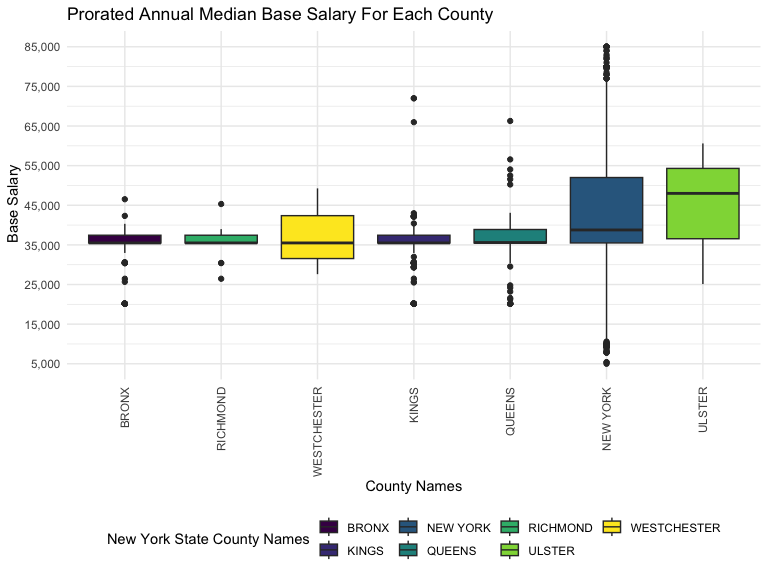 Prorated Annual Median Base Salary For Each County
85,000
75,000
65,000
55,000
45,000
35,000
25,000
15,000
5,000
Base Salary
BRONX
RICHMOND
WESTCHESTER
KINGS
QUEENS
NEW YORK
ULSTER
County Names
New York State County Names
BRONX NEW YORK RICHMOND WESTCHESTER
KINGS QUEENS ULSTER